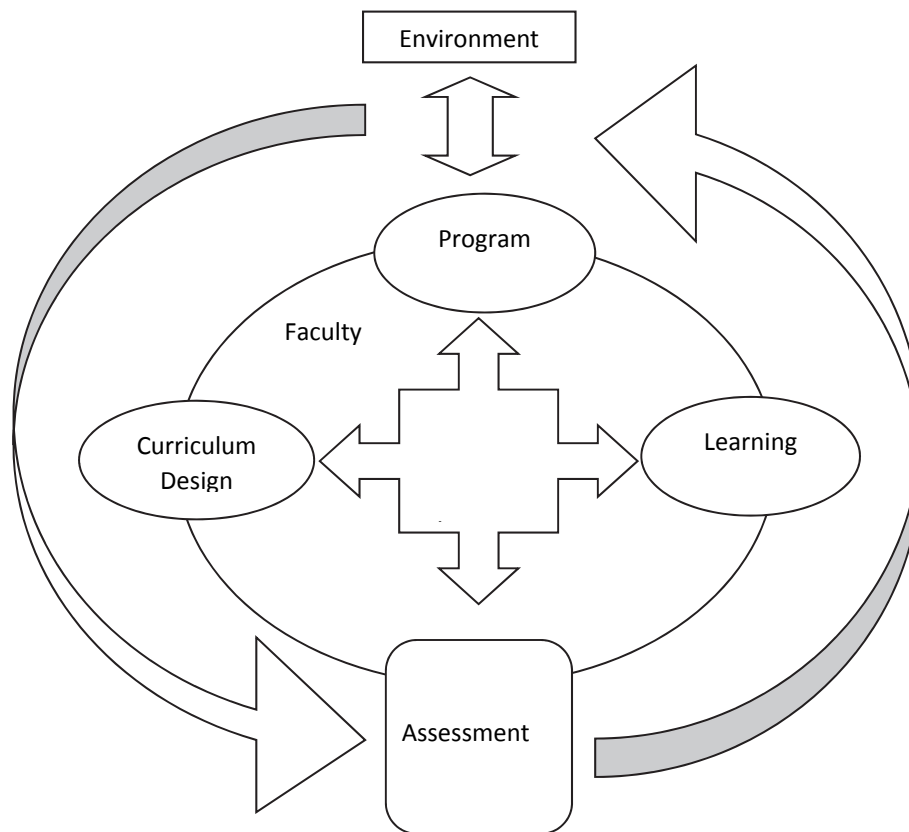 Environment
Program
Faculty
Curriculum
Design
Learning
Assessment